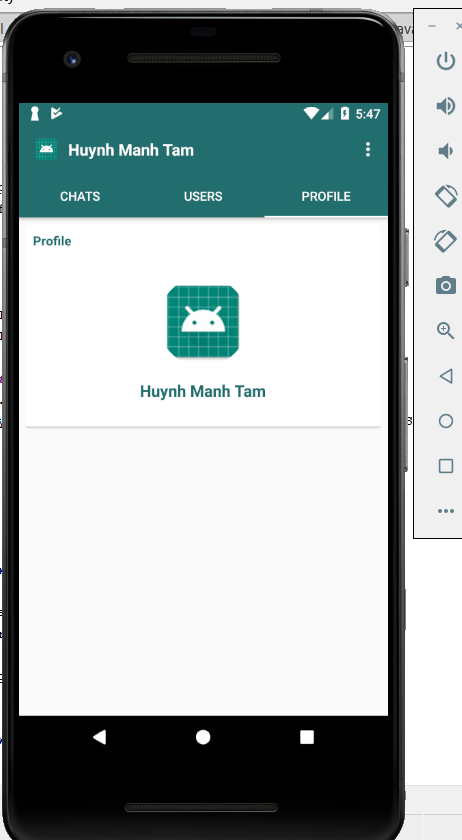 5:47
Huynh Manh Tam
CHATS USERS PROFILE
Profile
Huynh Manh Tam